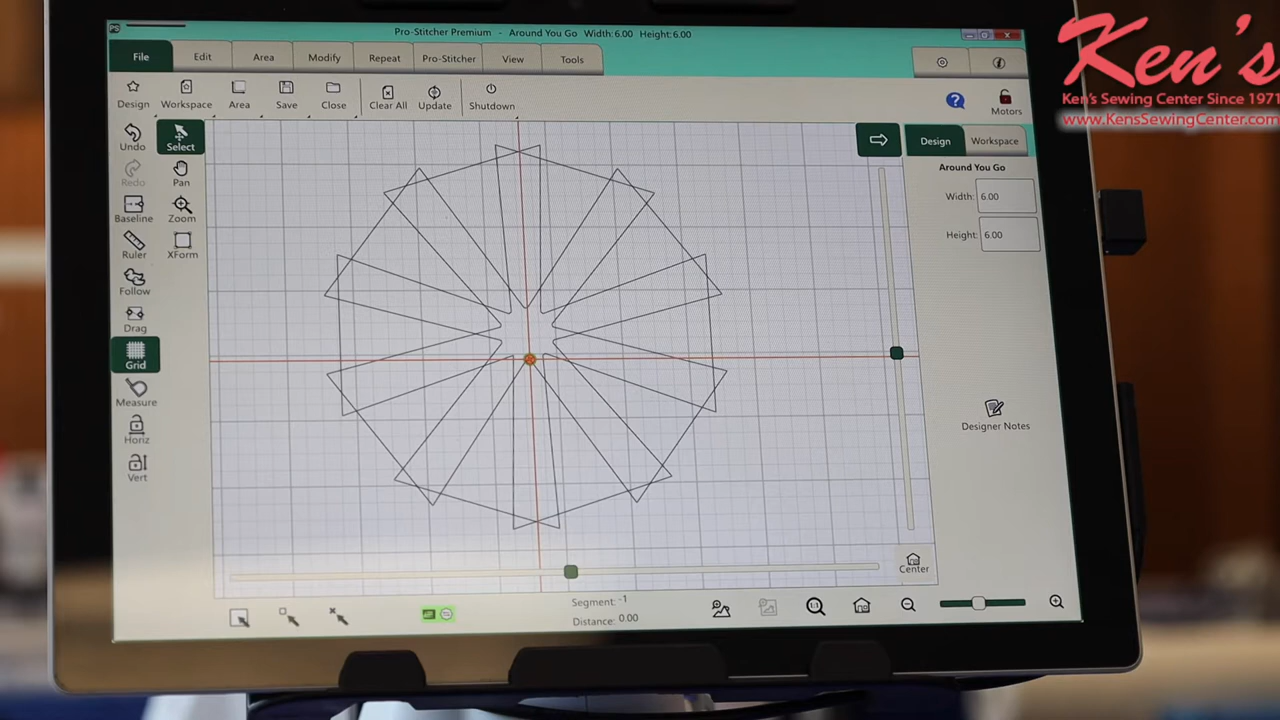 Ken's
Ken's Sewing Center Since 1971
www.KensSewingCenter.com
PS
Pro-Stitcher Premium - Around You Go Width:6.00 Height:6.00
File Edit Area Modify Repeat Pro-Stitcher View Tools
Design Workspace Area Save Close Clear All Update Shutdown Motors
Undo Select
Redo Pan
Baseline Zoom
Ruler XForm
Follow
Drag
Grid
Measure
Horiz
Vert
Design Workspace
Around You Go
Width: 6.00
Height: 6.00
Designer Notes
Center
Segment: -1
Distance: 0.00
1:1